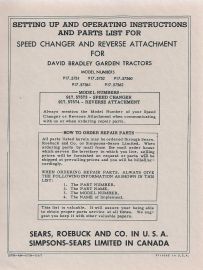 SETTING UP AND OPERATING INSTRUCTIONS
AND PARTS LIST FOR
SPEED CHANGER AND REVERSE ATTACHMENT
FOR
DAVID BRADLEY GARDEN TRACTORS
MODEL NUMBERS
917.5751 917.5752 917.57560
917.57561 917.57562
MODEL NUMBERS
917.57573 - SPEED CHANGER
917.57574 - REVERSE ATTACHMENT
Always mention the Model Number of your Speed
Changer or Reverse Attachment when communicating
with us or when ordering repair parts.
HOW TO ORDER REPAIR PARTS
All parts listed herein may be ordered through Sears,
Roebuck and Co. or Simpsons-Sears Limited. When
ordering parts by mail from the mail order house
which serves the territory in which you live, selling
prices will be furnished on request or parts will be
shipped at prevailing prices and you will be billed
accordingly.
WHEN ORDERING REPAIR PARTS, ALWAYS GIVE
THE FOLLOWING INFORMATION AS SHOWN IN THIS
LIST:
1. The PART NUMBER.
2. The PART NAME.
3. The MODEL NUMBER.
4. The NAME of Implement.
This list is valuable. It will assure your being able
to obtain proper parts service at all times. We suggest
you keep it with other valuable papers.
SEARS, ROEBUCK AND CO. IN U. S. A.
SIMPSONS-SEARS LIMITED IN CANADA
PRINTED IN U.S.A.